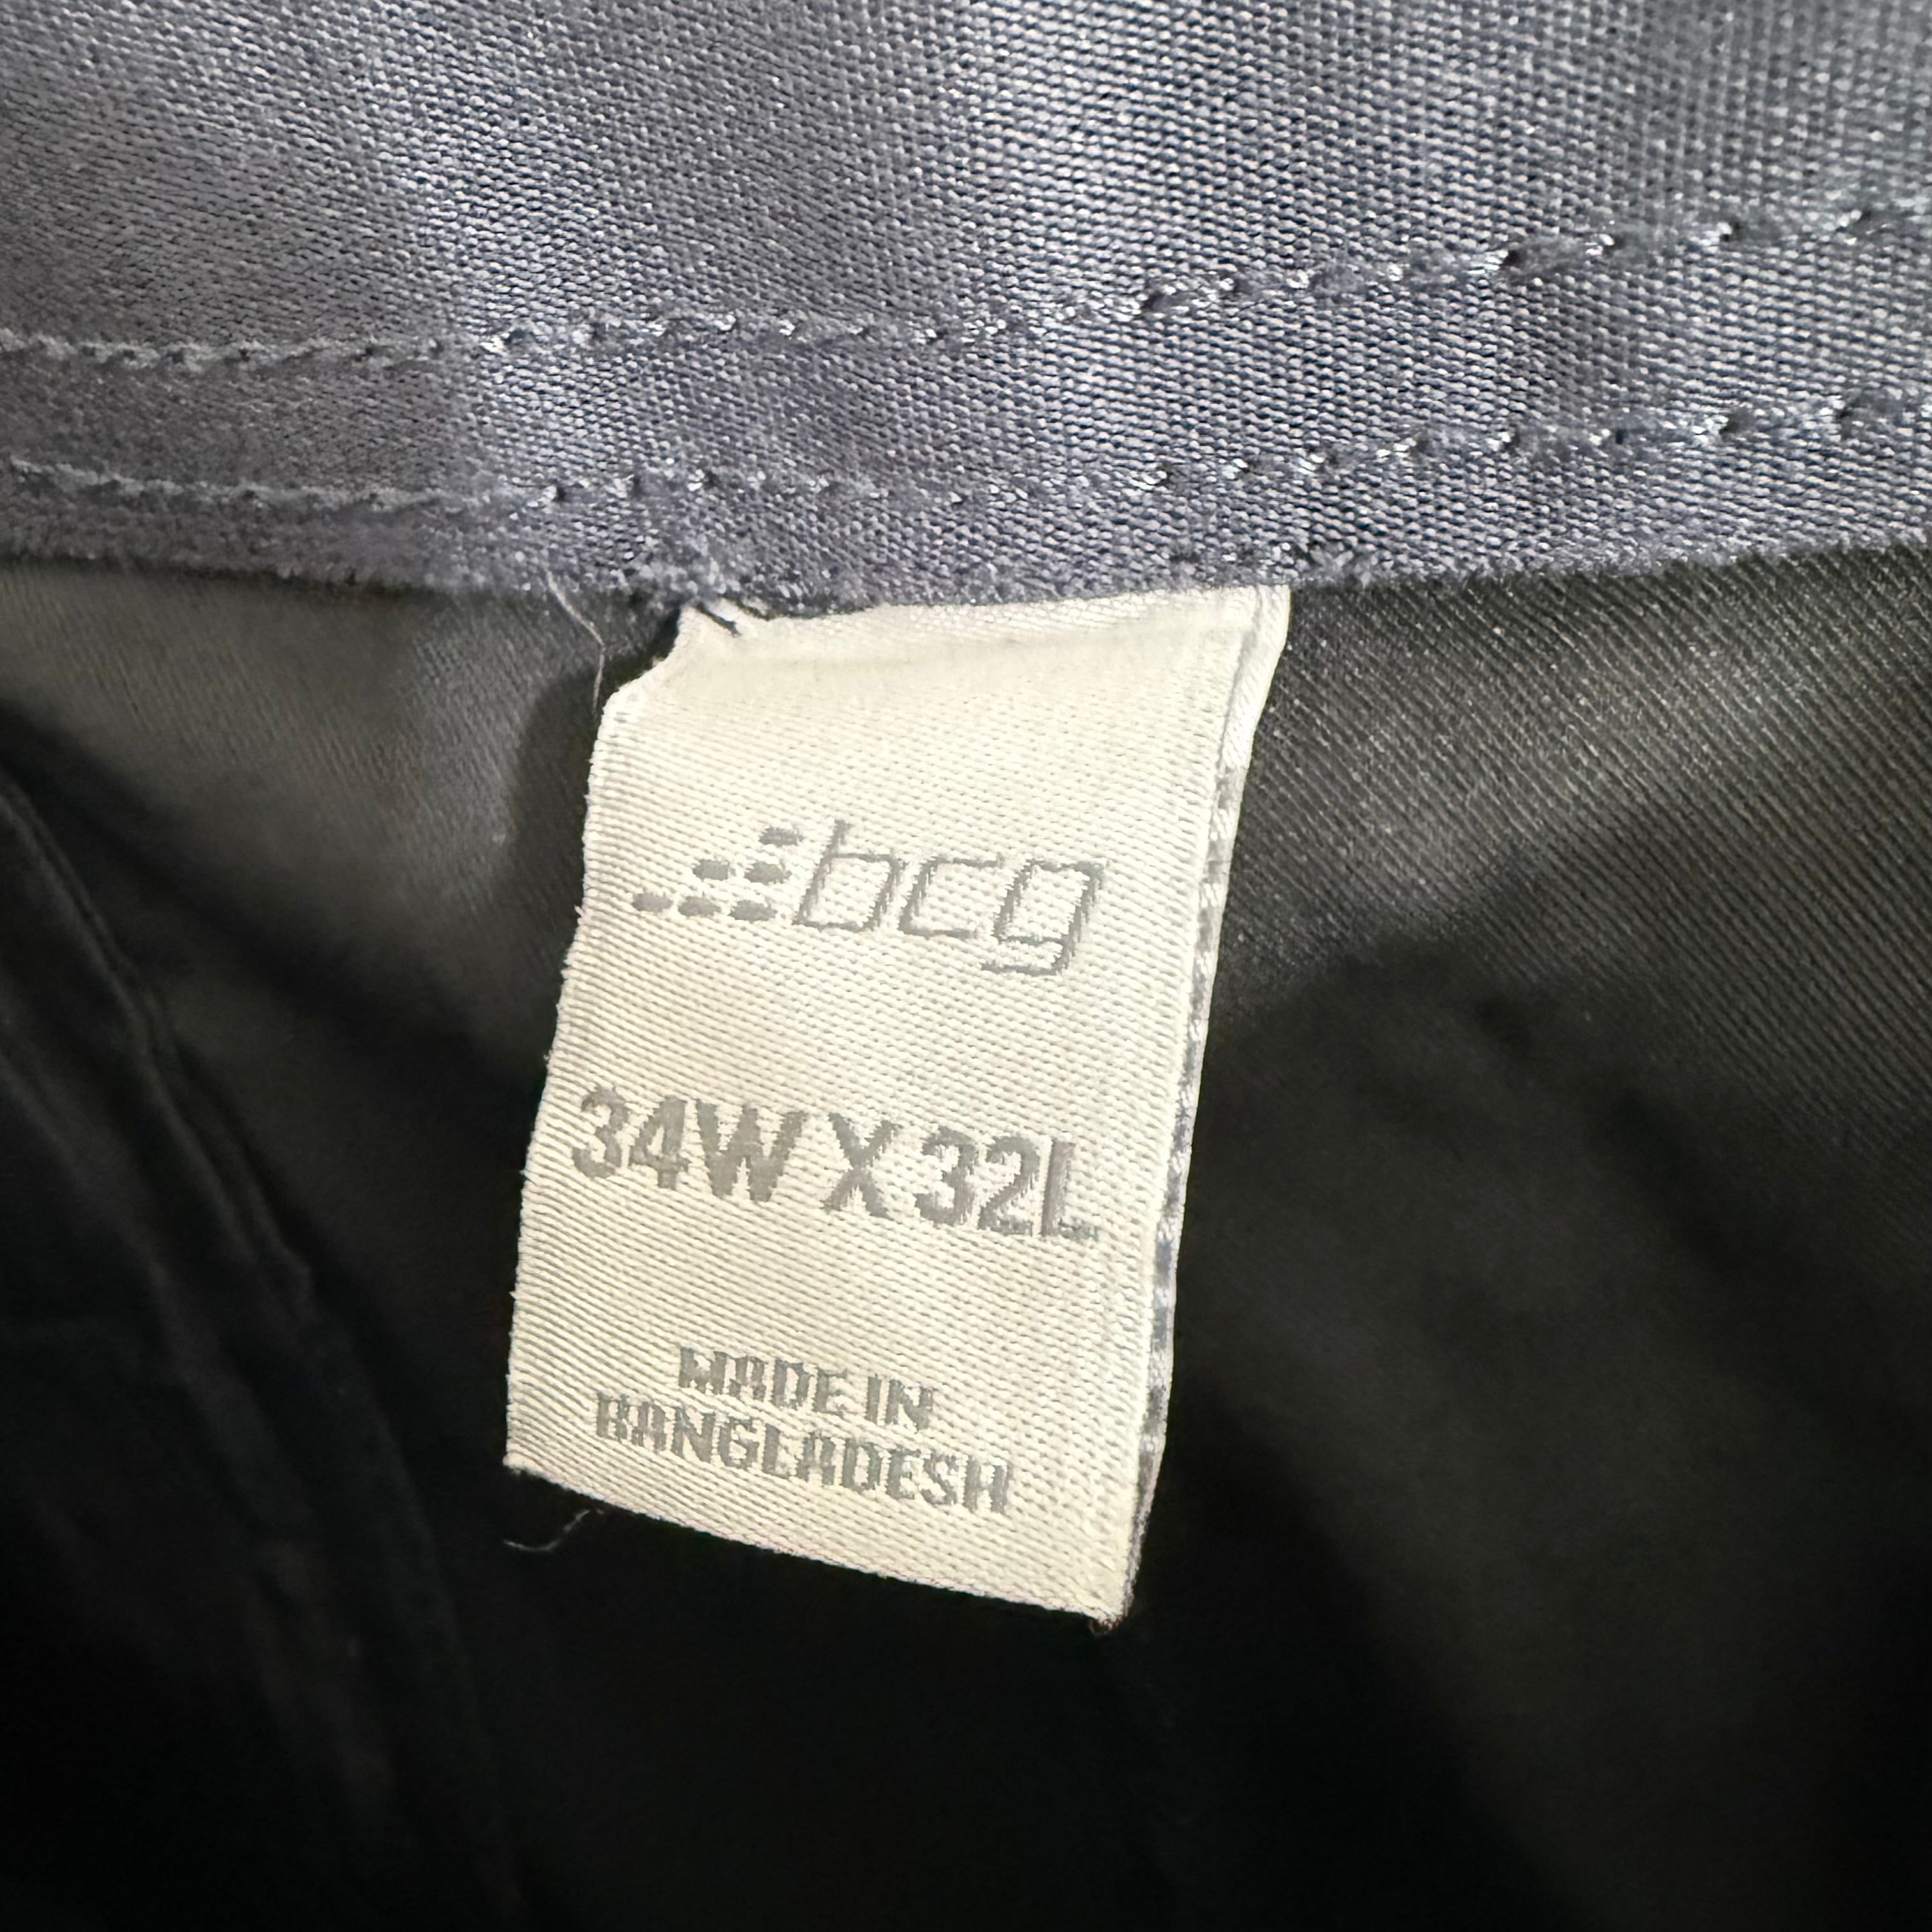 bcg
34W X 32L
MADE IN
BANGLADESH